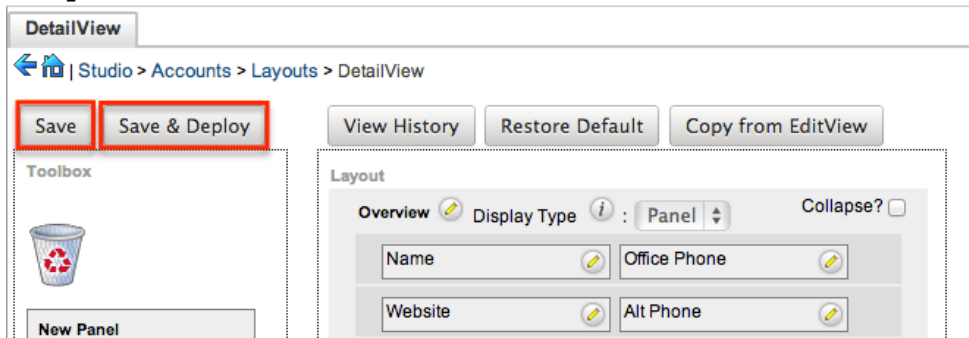 DetailView
| Studio > Accounts > Layouts > DetailView
Save Save & Deploy View History Restore Default Copy from EditView
Toolbox
Layout
Overview Display Type i : Panel Collapse?
Name Office Phone
Website Alt Phone
New Panel